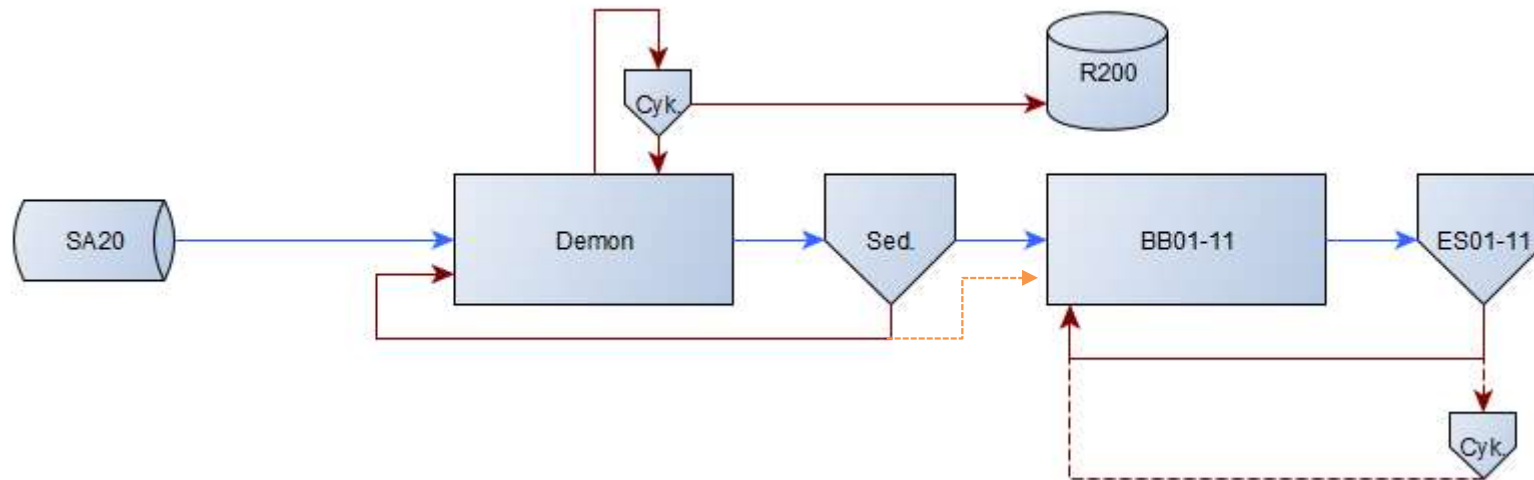 R200
Cyk.
SA20
Demon
Sed.
BB01-11
ES01-11
Cyk.